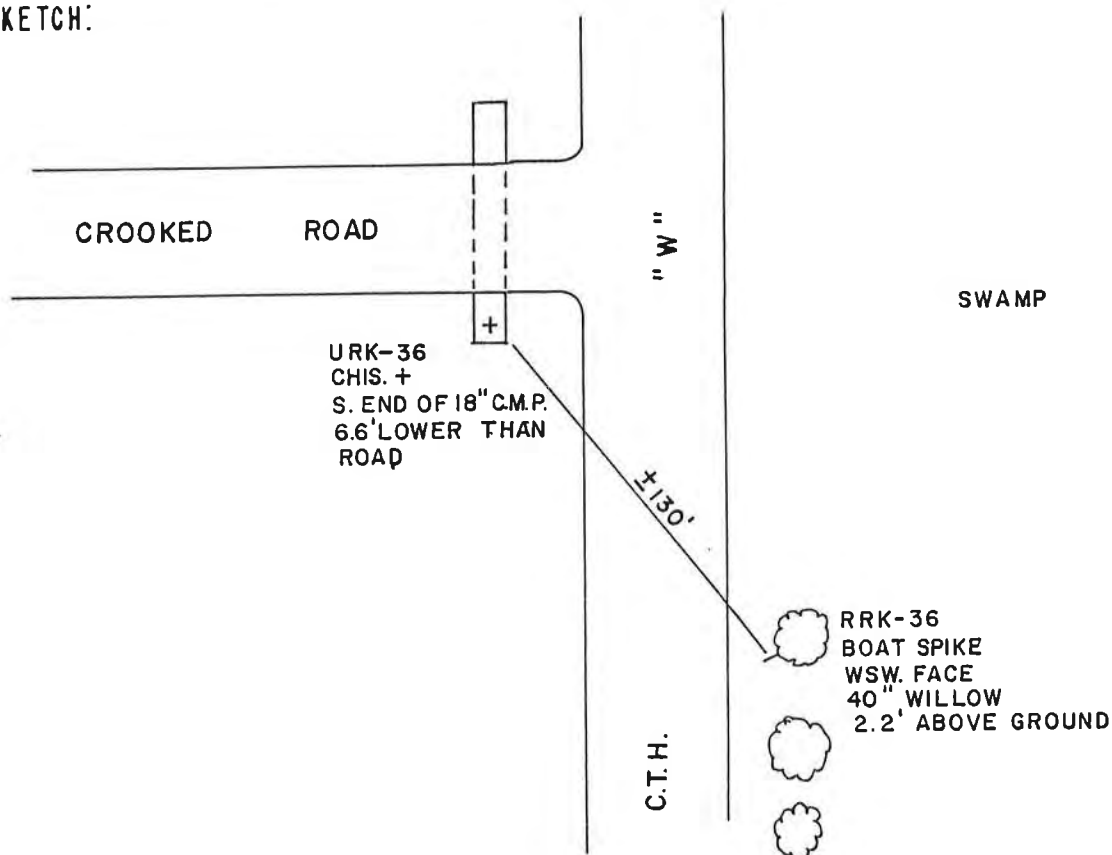 KETCH:
CROOKED ROAD
"W"
SWAMP
+
URK-36
CHIS. +
S. END OF 18" C.M.P.
6.6' LOWER THAN
ROAD
±130'
RRK-36
BOAT SPIKE
WSW. FACE
40" WILLOW
2.2' ABOVE GROUND
C.T.H.